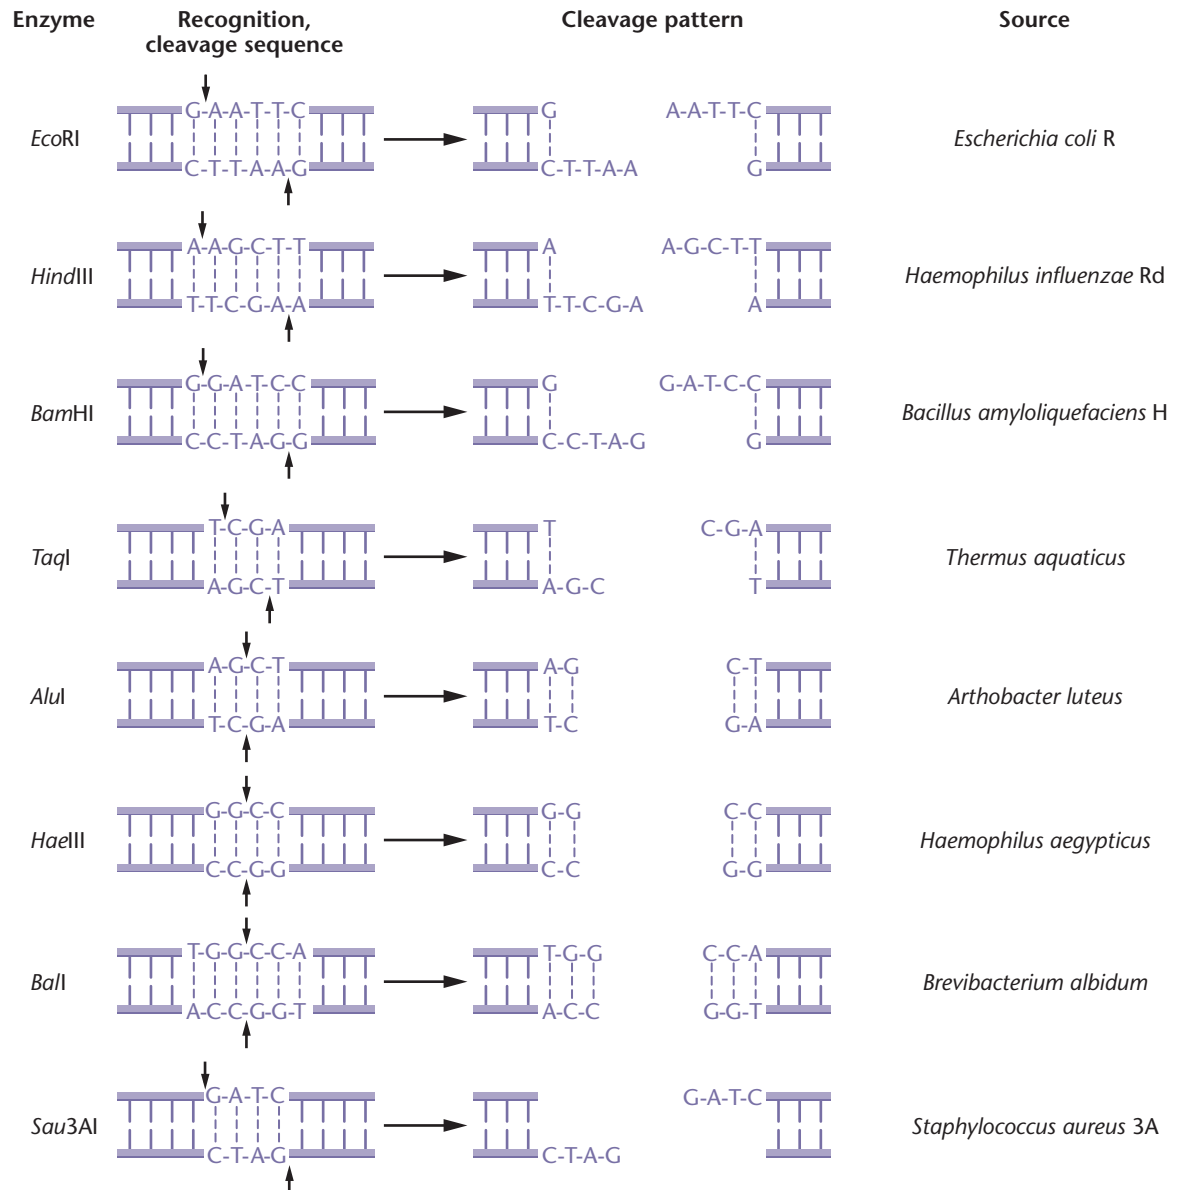 Enzyme Recognition, Cleavage pattern Source
cleavage sequence
G-A-A-T-T-C G A-A-T-T-C
EcoRI Escherichia coli R
C-T-T-A-A-G C-T-T-A-A G
A-A-G-C-T-T A A-G-C-T-T
HindIII Haemophilus influenzae Rd
T-T-C-G-A-A T-T-C-G-A A
G-G-A-T-C-C G G-A-T-C-C
BamHI Bacillus amyloliquefaciens H
C-C-T-A-G-G C-C-T-A-G G
T-C-G-A T C-G-A
TaqI Thermus aquaticus
A-G-C-T A-G-C T
A-G-C-T A-G C-T
AluI Arthobacter luteus
T-C-G-A T-C G-A
G-G-C-C G-G C-C
HaeIII Haemophilus aegypticus
C-C-G-G C-C G-G
T-G-G-C-C-A T-G-G C-C-A
BalI Brevibacterium albidum
A-C-C-G-G-T A-C-C G-G-T
G-A-T-C G-A-T-C
Sau3AI Staphylococcus aureus 3A
C-T-A-G C-T-A-G